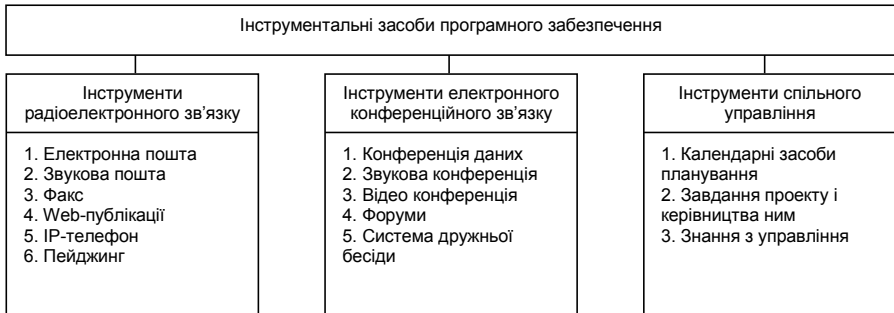 Інструментальні засоби програмного забезпечення
Інструменти
радіоелектронного зв'язку
1. Електронна пошта
2. Звукова пошта
3. Факс
4. Web-публікації
5. IP-телефон
6. Пейджинг
Інструменти електронного
конференційного зв'язку
1. Конференція даних
2. Звукова конференція
3. Відео конференція
4. Форуми
5. Система дружньої
бесіди
Інструменти спільного
управління
1. Календарні засоби
планування
2. Завдання проекту і
керівництва ним
3. Знання з управління